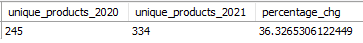 unique_products_2020 unique_products_2021 percentage_chg
245 334 36.3265306122449